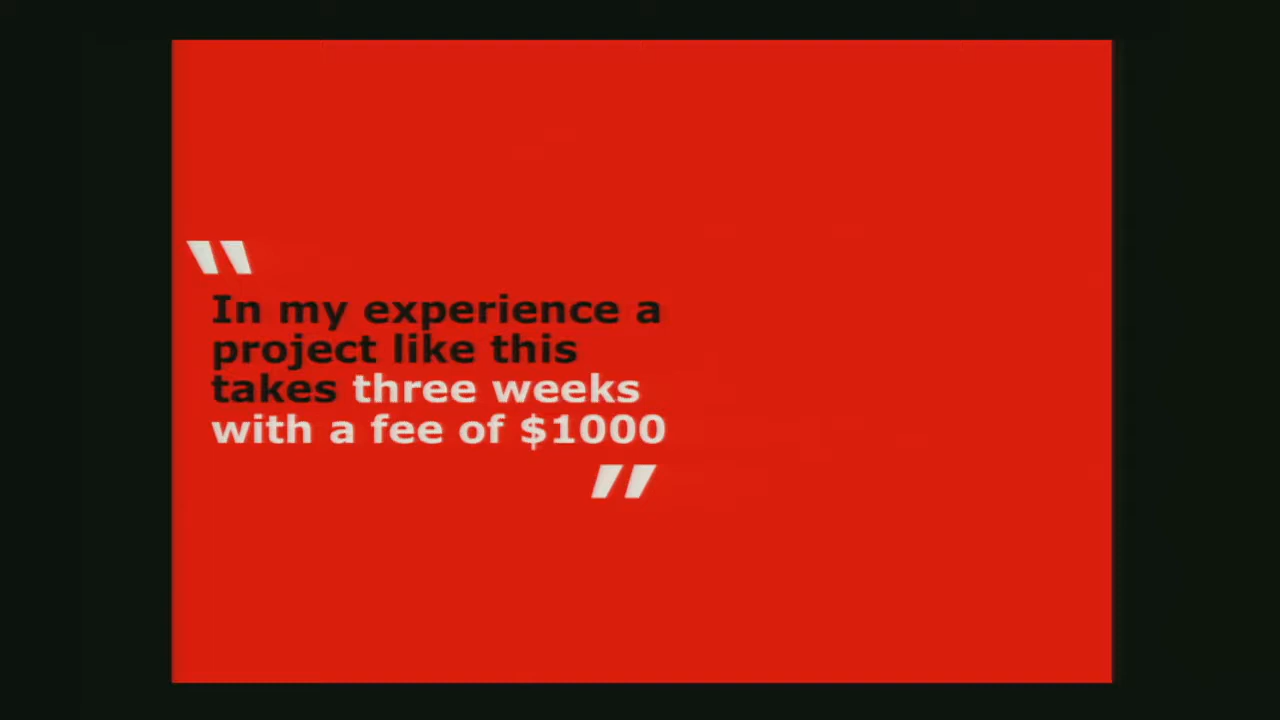 "
In my experience a
project like this
takes three weeks
with a fee of $1000
"